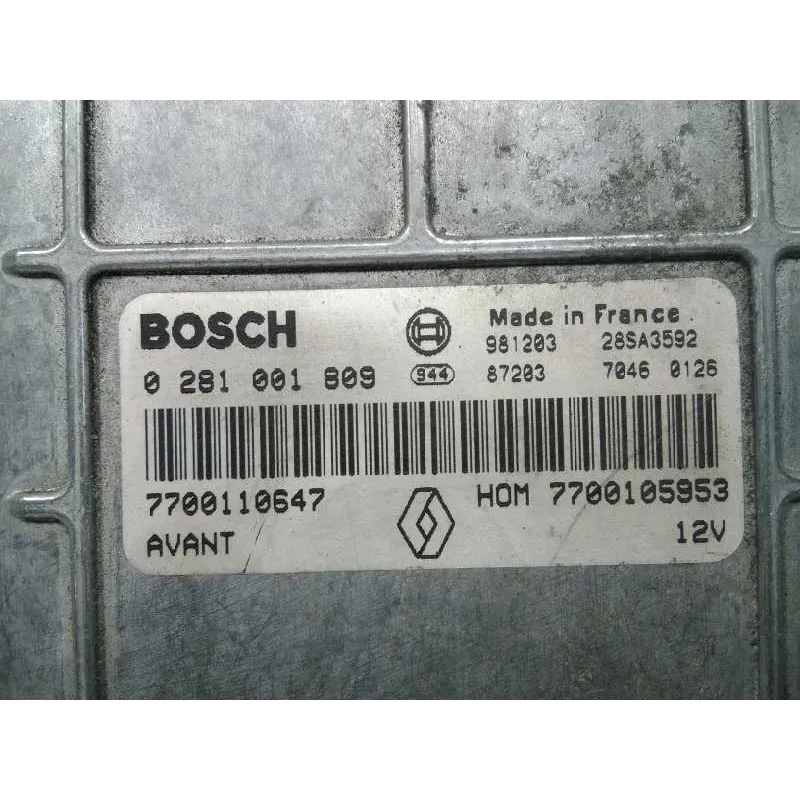 BOSCH
Made in France
981203 28SA3592
0 281 001 809 944 87203 7046 0126
7700110647 HOM 7700105953
AVANT 12V